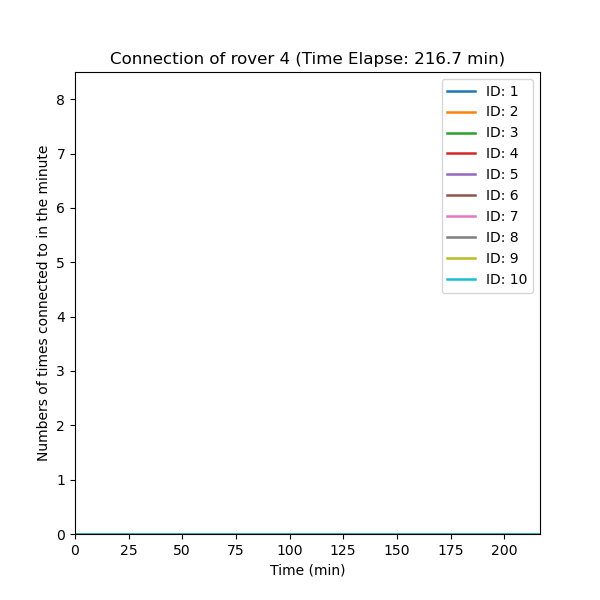 Connection of rover 4 (Time Elapse: 216.7 min)
8
7
6
5
4
3
2
1
0
Numbers of times connected to in the minute
ID: 1
ID: 2
ID: 3
ID: 4
ID: 5
ID: 6
ID: 7
ID: 8
ID: 9
ID: 10
0 25 50 75 100 125 150 175 200
Time (min)